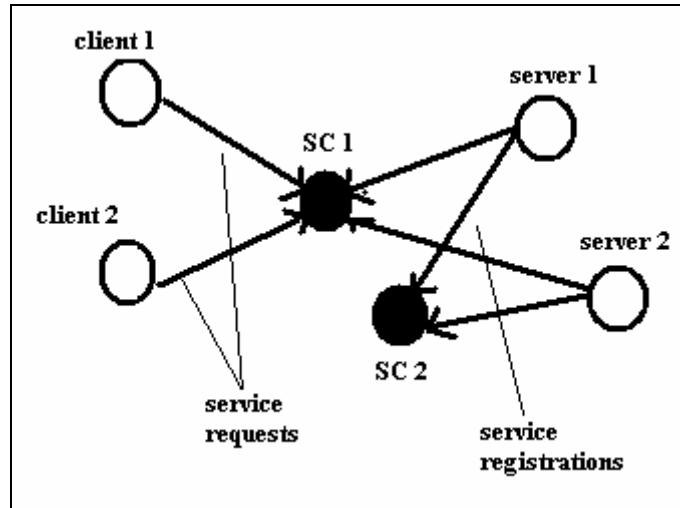 client 1
server 1
SC 1
client 2
server 2
SC 2
service
requests
service
registrations